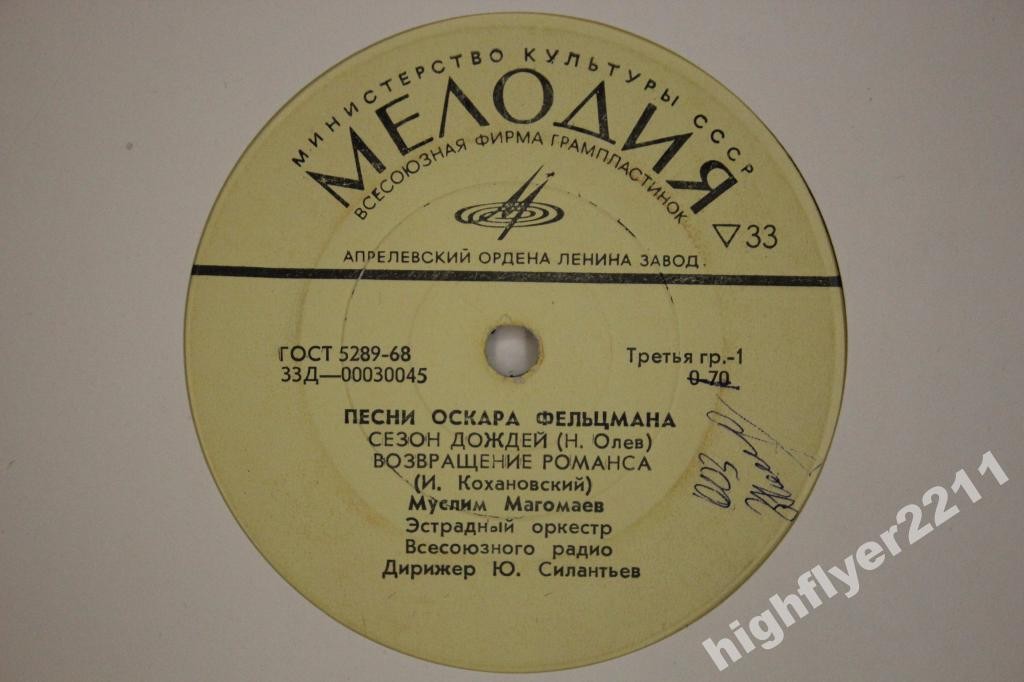 МИНИСТЕРСТВО КУЛЬТУРЫ СССР
МЕЛОДИЯ
ВСЕСОЮЗНАЯ ФИРМА ГРАМПЛАСТИНОК
▽33
АПРЕЛЕВСКИЙ ОРДЕНА ЛЕНИНА ЗАВОД
ГОСТ 5289-68
Третья гр.-1
33Д—00030045
0-70
ПЕСНИ ОСКАРА ФЕЛЬЦМАНА
СЕЗОН ДОЖДЕЙ (Н. Олев)
ВОЗВРАЩЕНИЕ РОМАНСА
(И. Кохановский)
Муслим Магомаев
Эстрадный оркестр
Всесоюзного радио
Дирижер Ю. Силантьев
003
highflyer2211